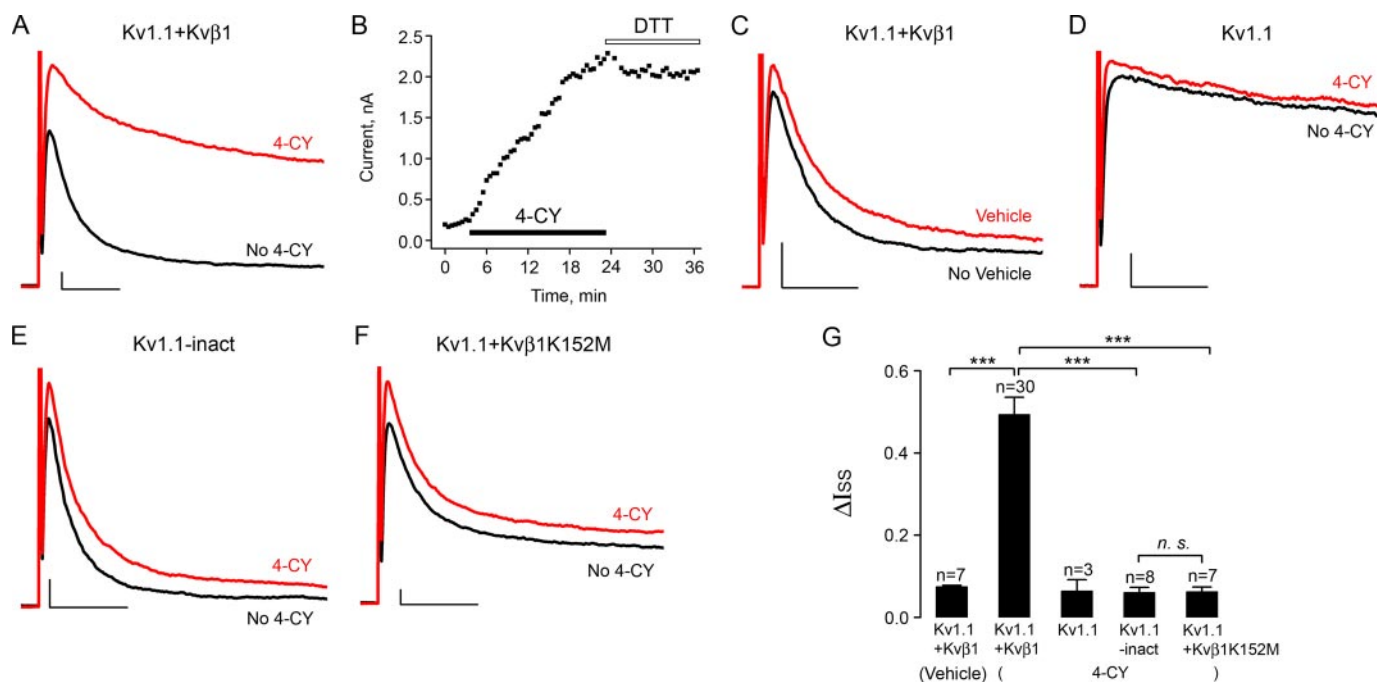 A
Kv1.1+Kvβ1
4-CY
No 4-CY
B
DTT
2.5
2.0
1.5
1.0
0.5
0.0
Current, nA
4-CY
0 6 12 18 24 30 36
Time, min
C
Kv1.1+Kvβ1
Vehicle
No Vehicle
D
Kv1.1
4-CY
No 4-CY
E
Kv1.1-inact
4-CY
No 4-CY
F
Kv1.1+Kvβ1K152M
4-CY
No 4-CY
G
***
*** ***
0.6
0.4
0.2
0.0
ΔIss
n=30
n. s.
n=7 n=3 n=8 n=7
Kv1.1 Kv1.1 Kv1.1 Kv1.1 Kv1.1
+Kvβ1 +Kvβ1 -inact +Kvβ1K152M
(Vehicle) ( 4-CY )